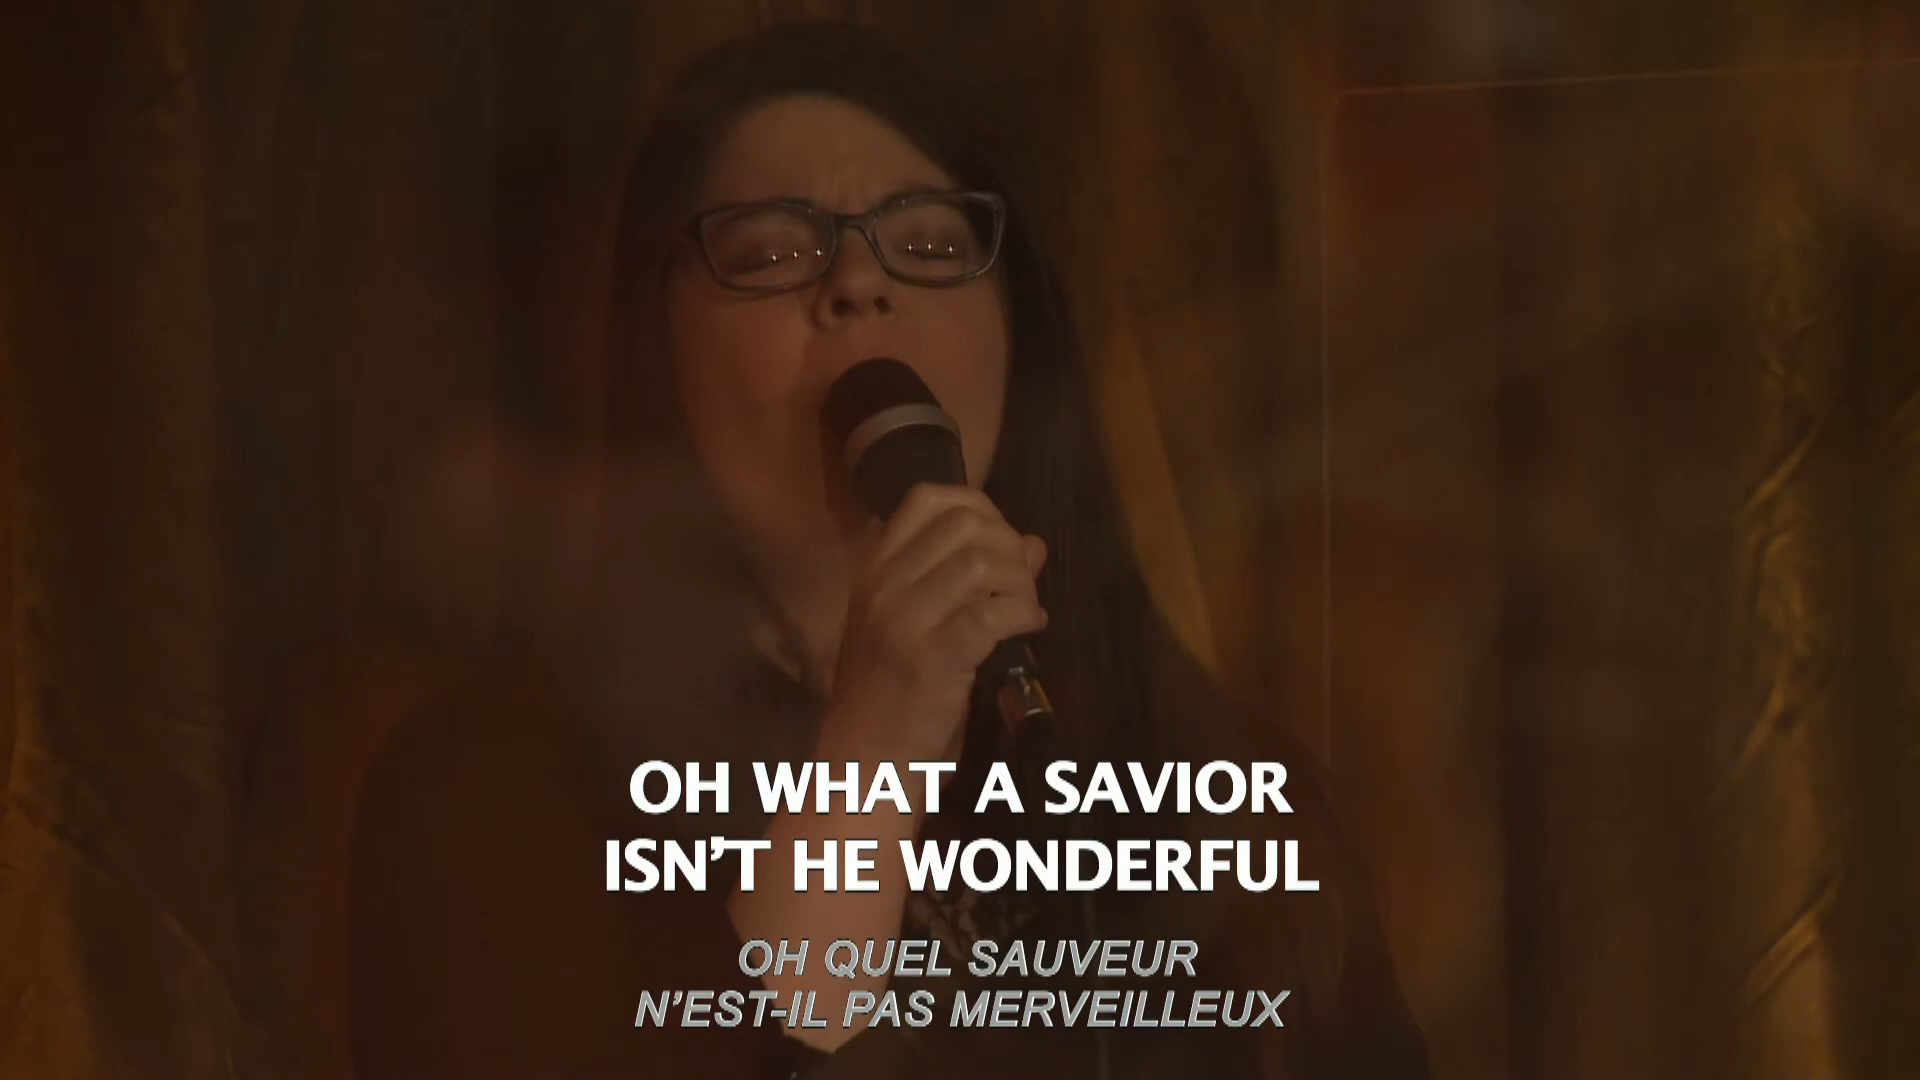 OH WHAT A SAVIOR
ISN'T HE WONDERFUL
OH QUEL SAUVEUR
N'EST-IL PAS MERVEILLEUX